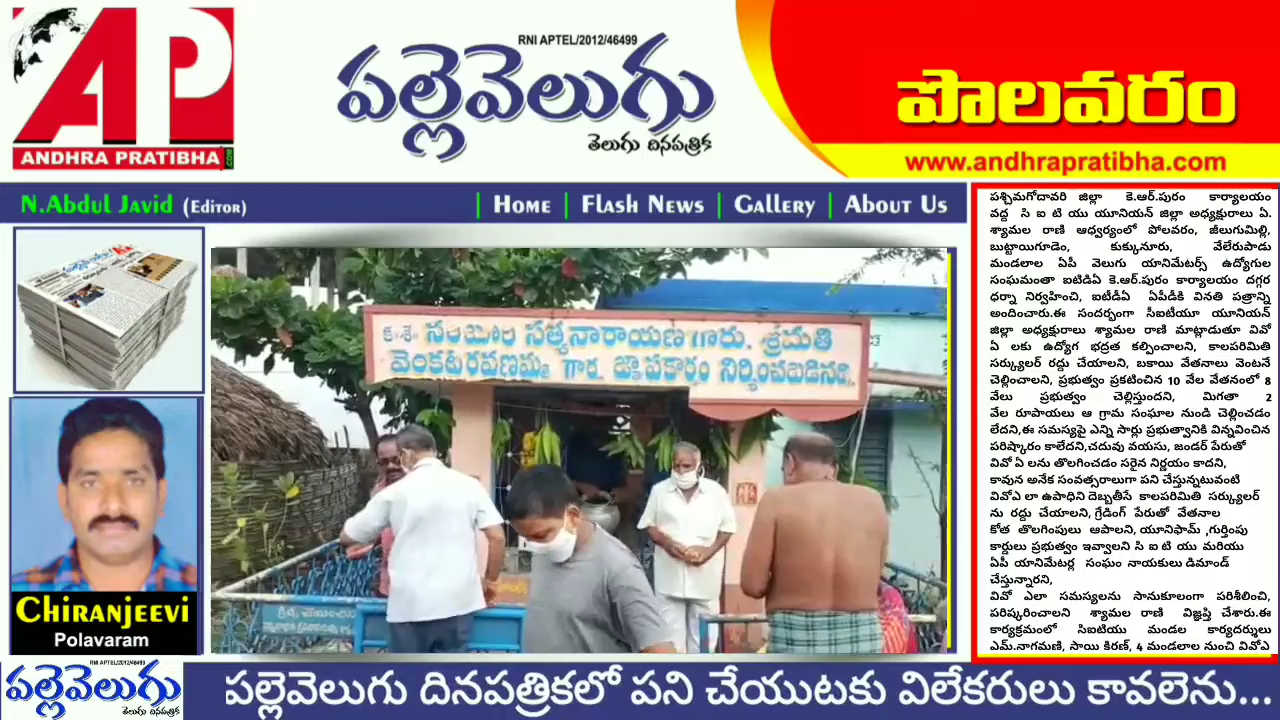 AP
ANDHRA PRATIBHA.COM
RNI APTEL/2012/46499
పల్లెవెలుగు
తెలుగు దినపత్రిక
పొలవరం
www.andhrapratibha.com
N.Abdul Javid (Editor)
| Home | Flash News | Gallery | About Us
సత్యనారాయణ గారు. శ్రీమతి
వెంకటరవణమ్మ గార్ల జ్ఞాపకార్థం నిర్మించబడినది.
Chiranjeevi
Polavaram
పశ్చిమగోదావరి జిల్లా కె.ఆర్.పురం కార్యాలయం
వద్ద సి ఐ టి యు యూనియన్ జిల్లా అధ్యక్షురాలు ఏ.
శ్యామల రాణి ఆధ్వర్యంలో పోలవరం, జీలుగుమిల్లి,
బుట్టాయిగూడెం, కుక్కునూరు, వేలేరుపాడు
మండలాల ఏపీ వెలుగు యానిమేటర్స్ ఉద్యోగుల
సంఘమంతా ఐటిడిఏ కె.ఆర్.పురం కార్యాలయం దగ్గర
ధర్నా నిర్వహించి, ఐటీడీఏ ఏపీడీకి వినతి పత్రాన్ని
అందించారు.ఈ సందర్భంగా సీఐటీయూ యూనియన్
జిల్లా అధ్యక్షురాలు శ్యామల రాణి మాట్లాడుతూ వివో
ఏ లకు ఉద్యోగ భద్రత కల్పించాలని, కాలపరిమితి
సర్క్యులర్ రద్దు చేయాలని, బకాయి వేతనాలు వెంటనే
చెల్లించాలని, ప్రభుత్వం ప్రకటించిన 10 వేల వేతనంలో 8
వేలు ప్రభుత్వం చెల్లిస్తుందని, మిగతా 2
వేల రూపాయలు ఆ గ్రామ సంఘాల నుండి చెల్లించడం
లేదని,ఈ సమస్యపై ఎన్ని సార్లు ప్రభుత్వానికి విన్నవించిన
పరిష్కారం కాలేదని,చదువు వయసు, జండర్ పేరుతో
వివో ఏ లను తొలగించడం సరైన నిర్ణయం కాదని,
కావున అనేక సంవత్సరాలుగా పని చేస్తున్నటువంటి
వివోఎ లా ఉపాధిని దెబ్బతీసే కాలపరిమితి సర్క్యులర్
ను రద్దు చేయాలని, గ్రేడింగ్ పేరుతో వేతనాల
కోత తొలగింపులు ఆపాలని, యూనిఫామ్ ,గుర్తింపు
కార్డులు ప్రభుత్వం ఇవ్వాలని సి ఐ టి యు మరియు
ఏపీ యానిమేటర్ల సంఘం నాయకులు డిమాండ్
చేస్తున్నారని,
వివో ఎలా సమస్యలను సానుకూలంగా పరిశీలించి,
పరిష్కరించాలని శ్యామల రాణి విజ్ఞప్తి చేశారు.ఈ
కార్యక్రమంలో సిఐటియు మండల కార్యదర్శులు
ఎమ్.నాగమణి, సాయి కిరణ్, 4 మండలాల నుంచి వివోఎ
RNI APTEL/2012/46499
పల్లెవెలుగు
తెలుగు దినపత్రిక
పల్లెవెలుగు దినపత్రికలో పని చేయుటకు విలేకరులు కావలెను...